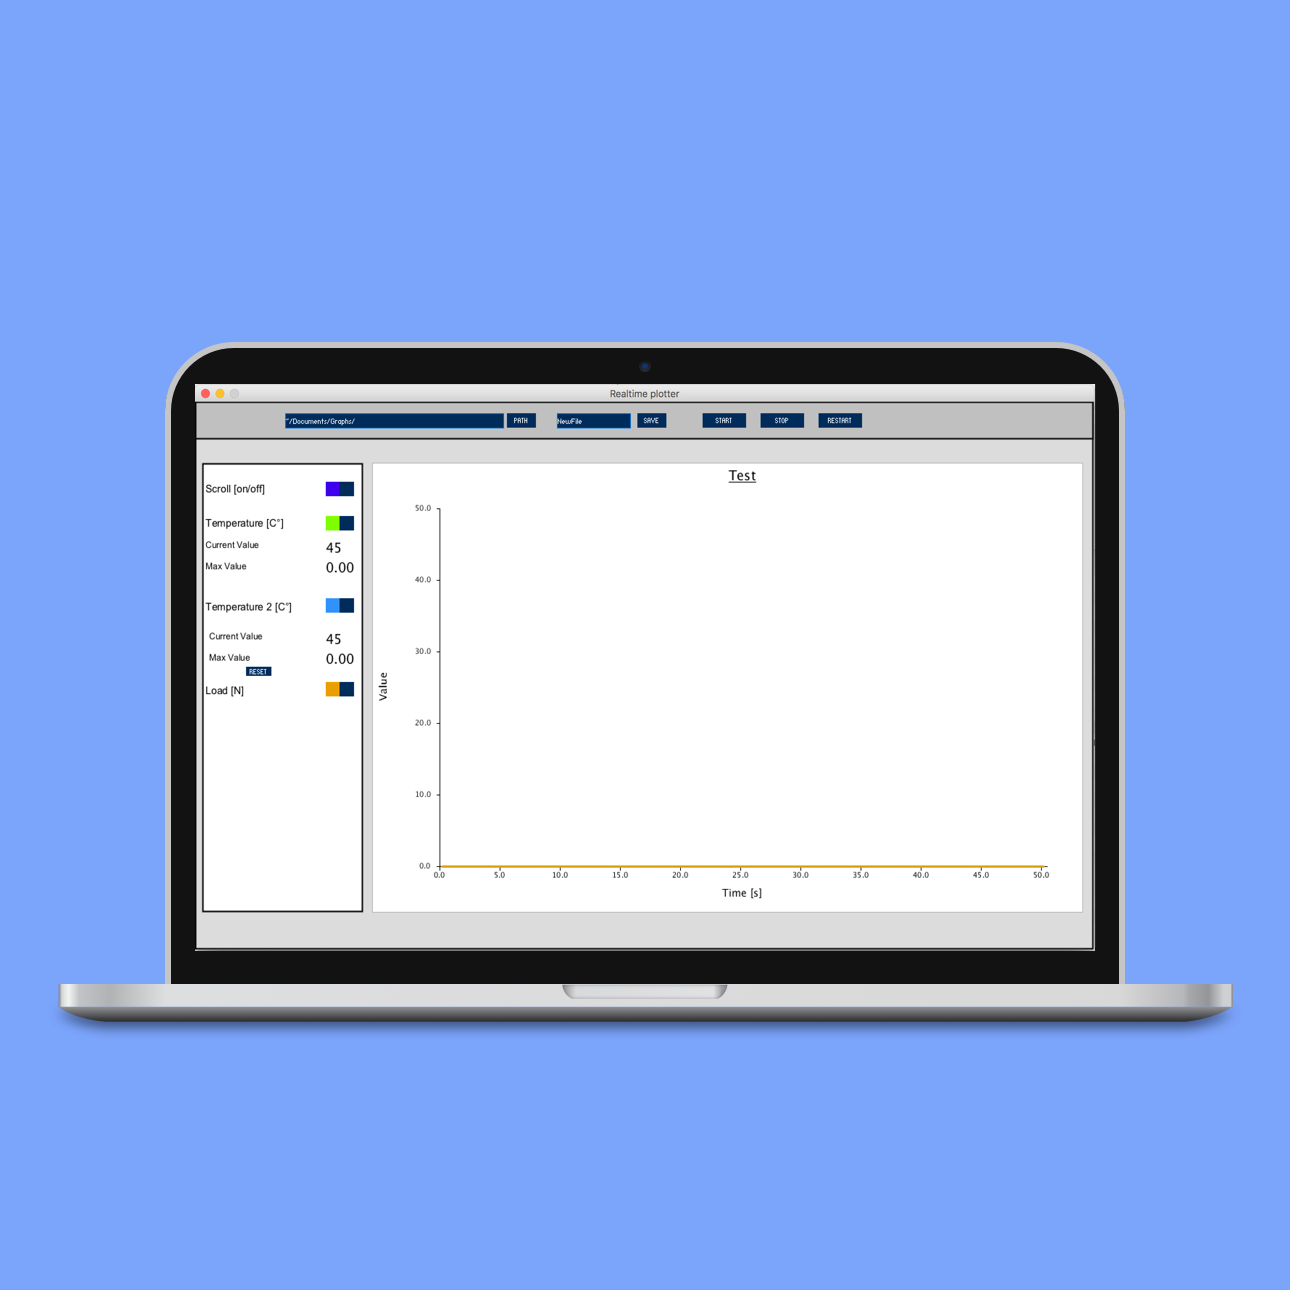 Realtime plotter
~/Documents/Graphs/ PATH NewFile SAVE START STOP RESTART
Scroll [on/off]
Temperature [C°]
Current Value 45
Max Value 0.00
Temperature 2 [C°]
Current Value 45
Max Value 0.00
RESET
Load [N]
Test
50.0
40.0
30.0
20.0
10.0
0.0
Value
0.0 5.0 10.0 15.0 20.0 25.0 30.0 35.0 40.0 45.0 50.0
Time [s]